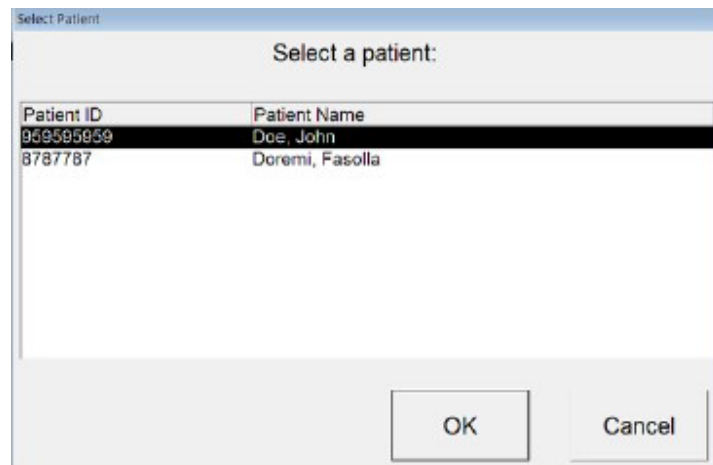 Select Patient
Select a patient:
Patient ID Patient Name
959595959 Doe, John
8787787 Doremi, Fasolla
OK Cancel